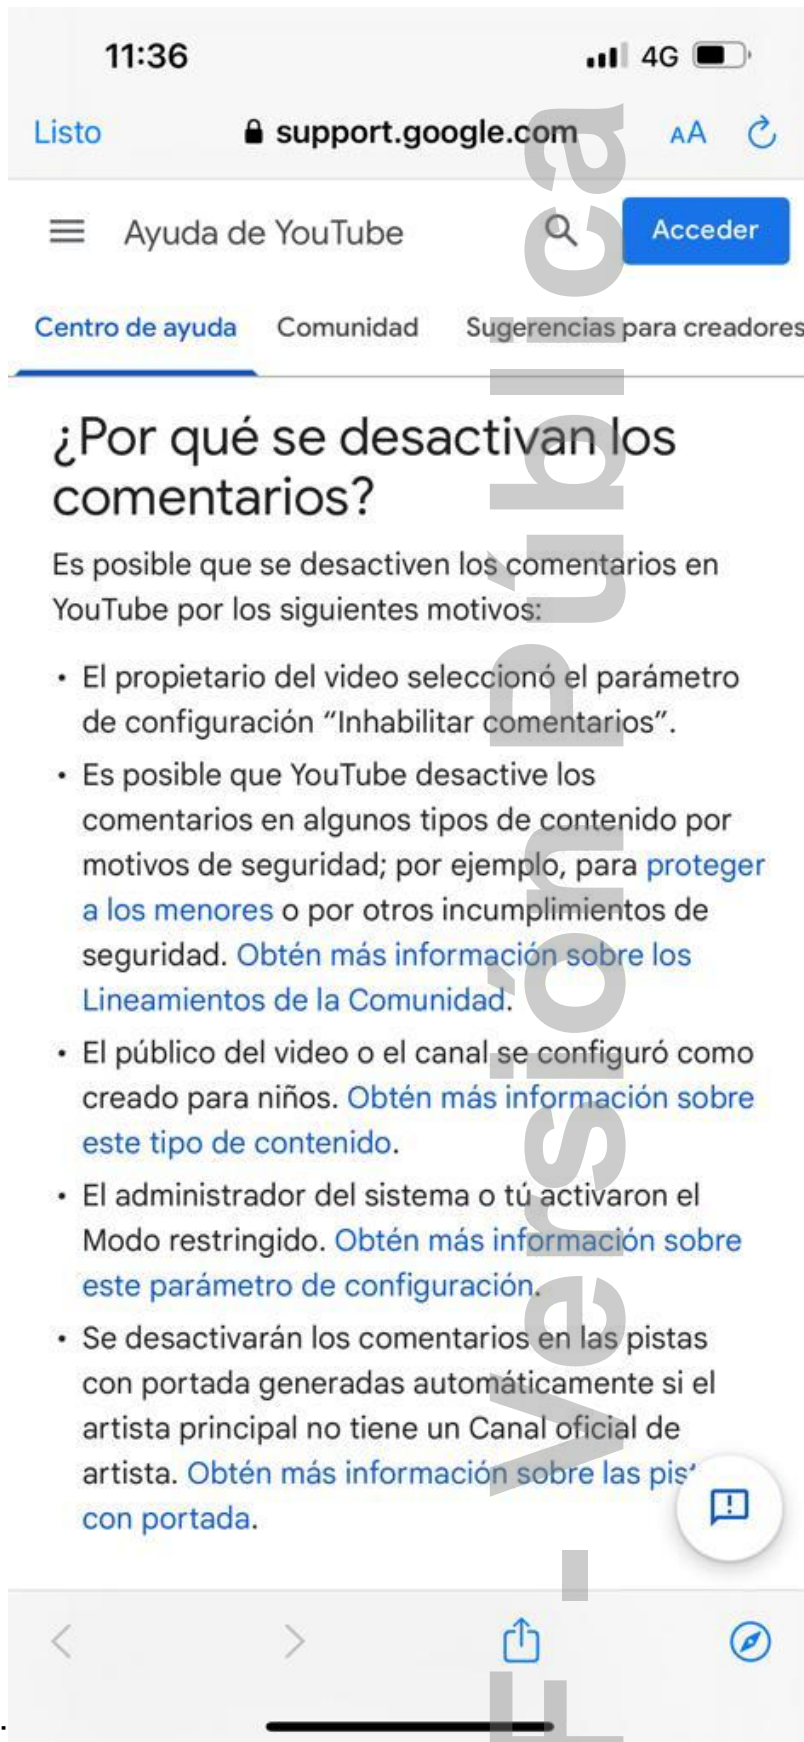 11:36
4G
Listo
support.google.com
AA
Ayuda de YouTube
Acceder
Centro de ayuda
Comunidad
Sugerencias para creadores
¿Por qué se desactivan los
comentarios?
Es posible que se desactiven los comentarios en
YouTube por los siguientes motivos:
• El propietario del video seleccionó el parámetro
de configuración “Inhabilitar comentarios”.
• Es posible que YouTube desactive los
comentarios en algunos tipos de contenido por
motivos de seguridad; por ejemplo, para proteger
a los menores o por otros incumplimientos de
seguridad. Obtén más información sobre los
Lineamientos de la Comunidad.
• El público del video o el canal se configuró como
creado para niños. Obtén más información sobre
este tipo de contenido.
• El administrador del sistema o tú activaron el
Modo restringido. Obtén más información sobre
este parámetro de configuración.
• Se desactivarán los comentarios en las pistas
con portada generadas automáticamente si el
artista principal no tiene un Canal oficial de
artista. Obtén más información sobre las pist
con portada.
F - Versión Pública
.